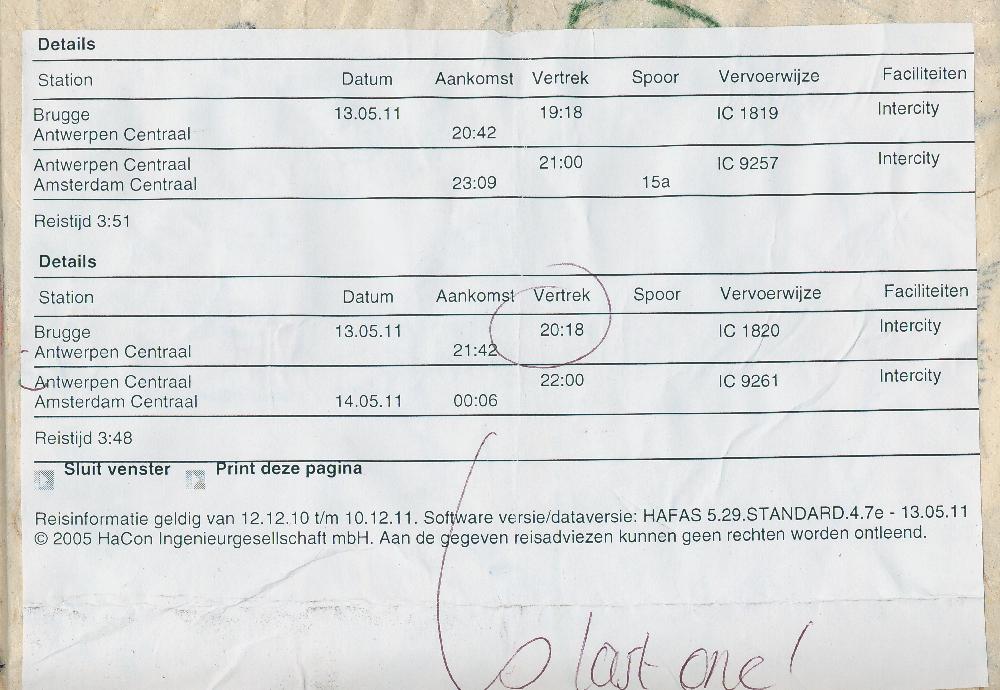 Details
Station Datum Aankomst Vertrek Spoor Vervoerwijze Faciliteiten
Brugge 13.05.11 19:18 IC 1819 Intercity
Antwerpen Centraal 20:42
Antwerpen Centraal 21:00 IC 9257 Intercity
Amsterdam Centraal 23:09 15a
Reistijd 3:51
Details
Station Datum Aankomst Vertrek Spoor Vervoerwijze Faciliteiten
Brugge 13.05.11 20:18 IC 1820 Intercity
Antwerpen Centraal 21:42
Antwerpen Centraal 22:00 IC 9261 Intercity
Amsterdam Centraal 14.05.11 00:06
Reistijd 3:48
Sluit venster Print deze pagina
Reisinformatie geldig van 12.12.10 t/m 10.12.11. Software versie/dataversie: HAFAS 5.29.STANDARD.4.7e - 13.05.11
© 2005 HaCon Ingenieurgesellschaft mbH. Aan de gegeven reisadviezen kunnen geen rechten worden ontleend.
last one!